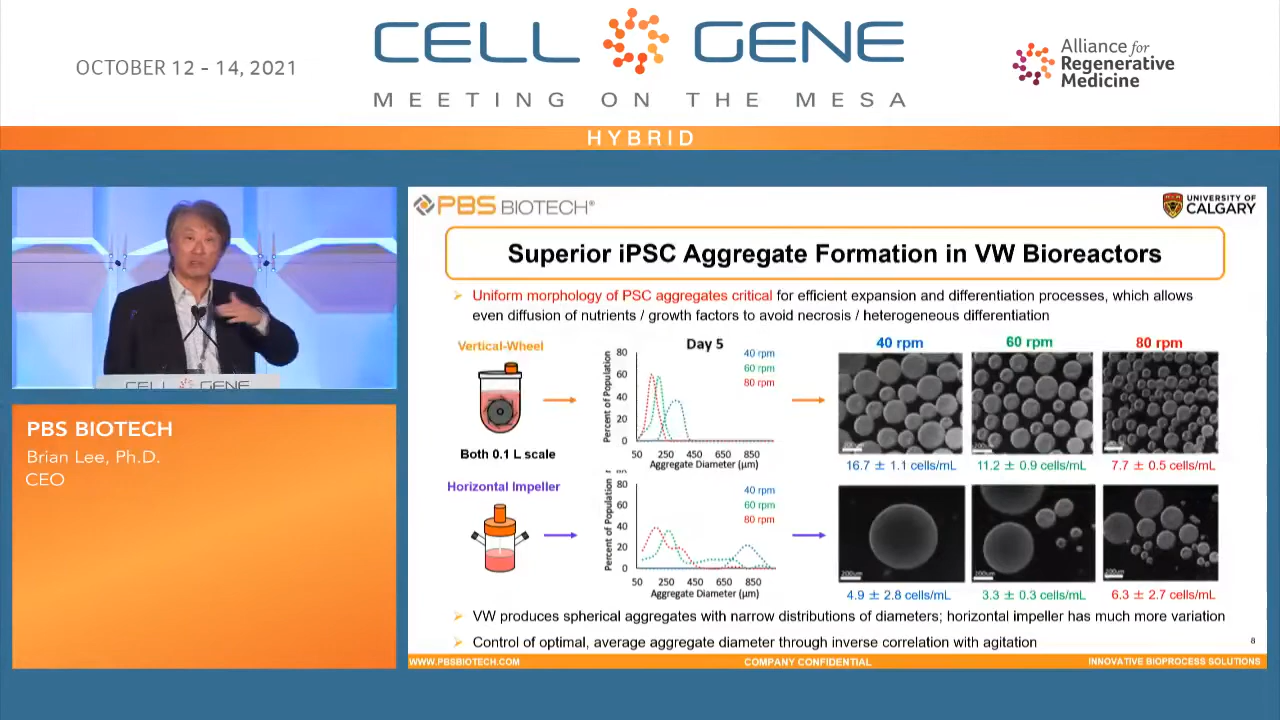 OCTOBER 12 - 14, 2021
CELL GENE
MEETING ON THE MESA
Alliance for
Regenerative
Medicine
HYBRID
CELL GENE
PBS BIOTECH
Brian Lee, Ph.D.
CEO
PBS BIOTECH®
UNIVERSITY OF
CALGARY
Superior iPSC Aggregate Formation in VW Bioreactors
➢ Uniform morphology of PSC aggregates critical for efficient expansion and differentiation processes, which allows
even diffusion of nutrients / growth factors to avoid necrosis / heterogeneous differentiation
Vertical-Wheel
Both 0.1 L scale
Day 5
40 rpm
60 rpm
80 rpm
Percent of Population
80
60
40
20
0
50 250 450 650 850
Aggregate Diameter (µm)
40 rpm 60 rpm 80 rpm
200um
16.7 ± 1.1 cells/mL 11.2 ± 0.9 cells/mL 7.7 ± 0.5 cells/mL
Horizontal Impeller
40 rpm
60 rpm
80 rpm
Percent of Population
80
60
40
20
0
50 250 450 650 850
Aggregate Diameter (µm)
200um 200um 200um
4.9 ± 2.8 cells/mL 3.3 ± 0.3 cells/mL 6.3 ± 2.7 cells/mL
➢ VW produces spherical aggregates with narrow distributions of diameters; horizontal impeller has much more variation
➢ Control of optimal, average aggregate diameter through inverse correlation with agitation
8
WWW.PBSBIOTECH.COM COMPANY CONFIDENTIAL INNOVATIVE BIOPROCESS SOLUTIONS